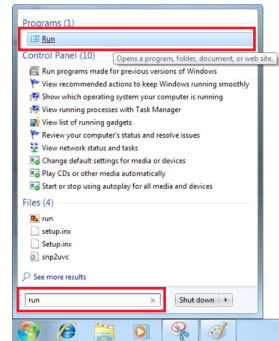 Programs (1)
Run
Control Panel (10)
Opens a program, folder, document, or web site.
Run programs made for previous versions of Windows
View recommended actions to keep Windows running smoothly
Show which operating system your computer is running
View running processes with Task Manager
View list of running gadgets
Review your computer's status and resolve issues
View network status and tasks
Change default settings for media or devices
Play CDs or other media automatically
Start or stop using autoplay for all media and devices
Files (4)
run
setup.inx
Setup.inx
snp2uvc
See more results
run
Shut down